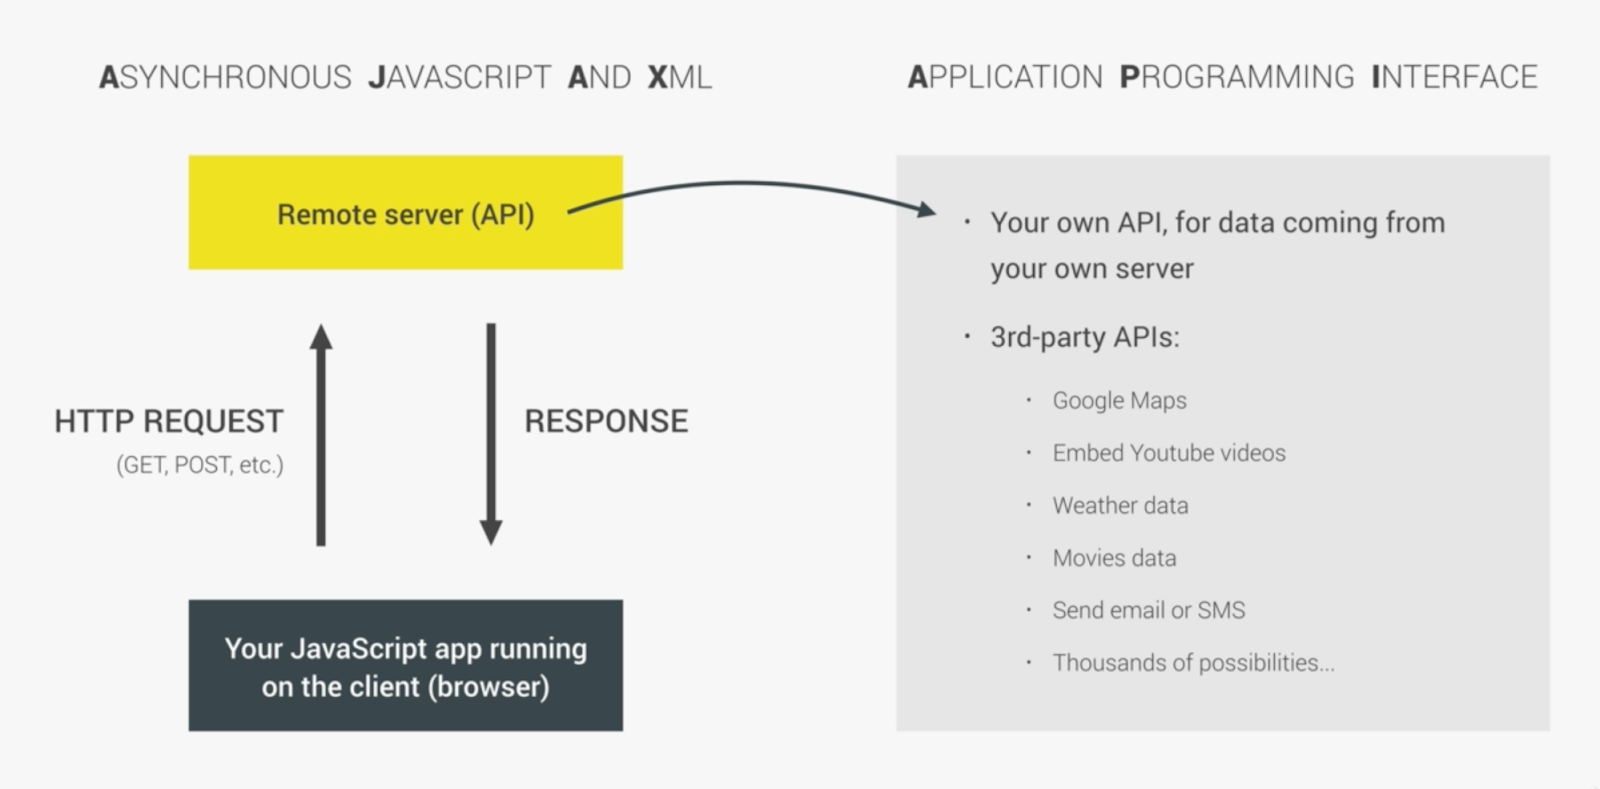 ASYNCHRONOUS JAVASCRIPT AND XML
Remote server (API)
HTTP REQUEST
(GET, POST, etc.)
RESPONSE
Your JavaScript app running
on the client (browser)
APPLICATION PROGRAMMING INTERFACE
· Your own API, for data coming from
your own server
· 3rd-party APIs:
· Google Maps
· Embed Youtube videos
· Weather data
· Movies data
· Send email or SMS
· Thousands of possibilities...